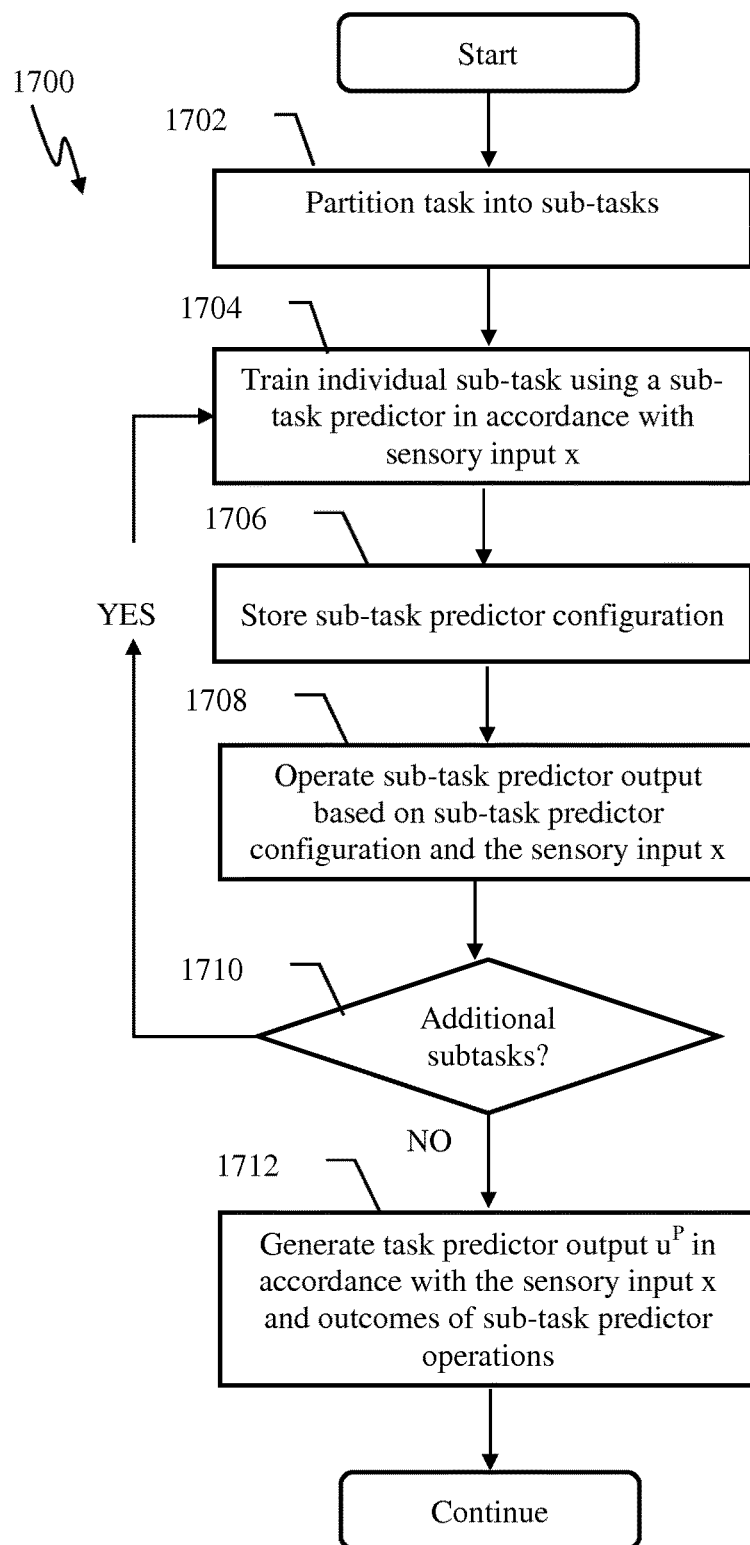 Start
1700
1702
Partition task into sub-tasks
1704
Train individual sub-task using a sub-
task predictor in accordance with
sensory input x
1706
YES
Store sub-task predictor configuration
1708
Operate sub-task predictor output
based on sub-task predictor
configuration and the sensory input x
1710
Additional
subtasks?
NO
1712
Generate task predictor output u^P in
accordance with the sensory input x
and outcomes of sub-task predictor
operations
Continue